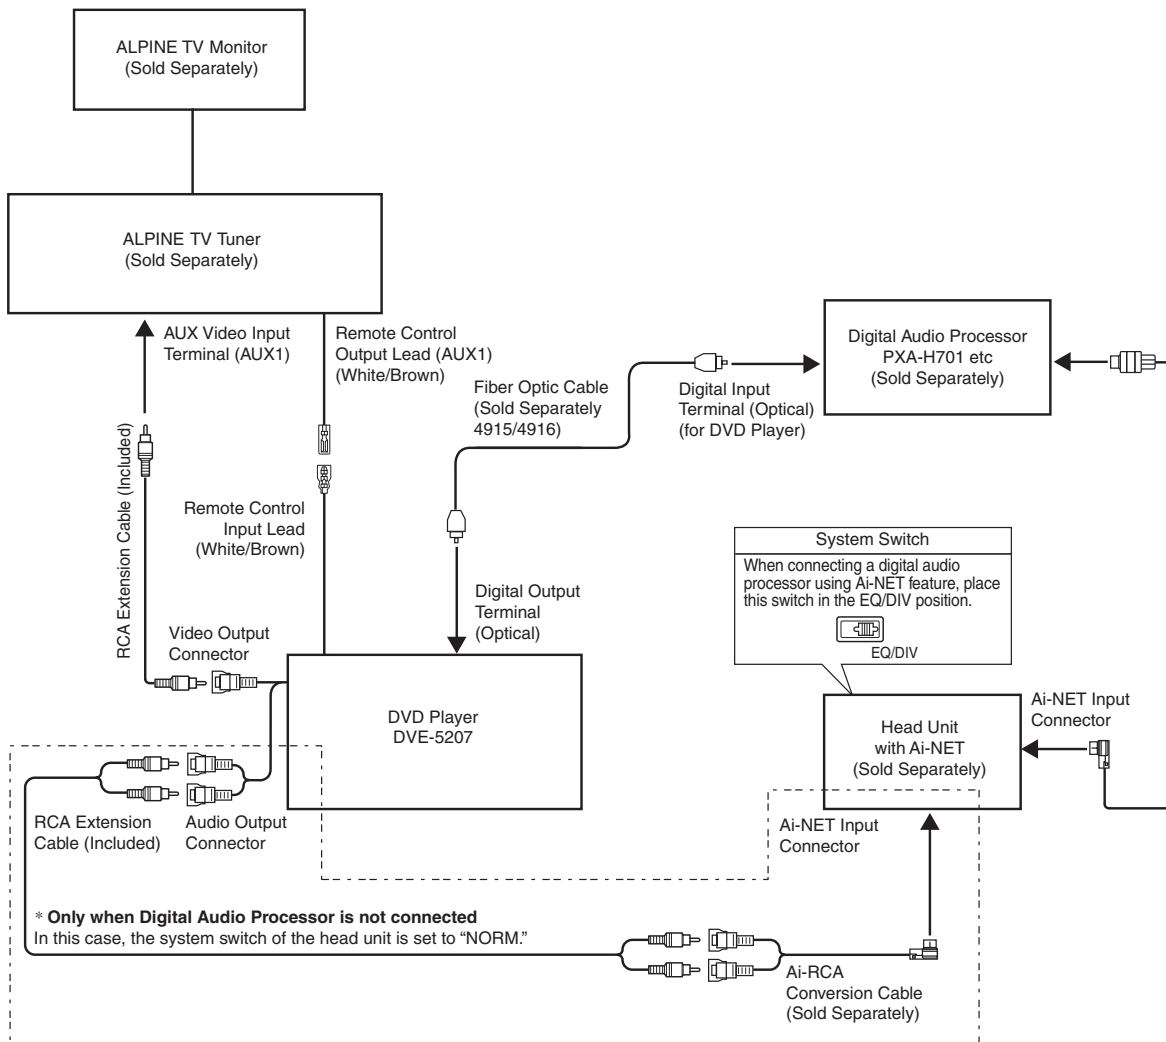 ALPINE TV Monitor
(Sold Separately)
ALPINE TV Tuner
(Sold Separately)
AUX Video Input
Terminal (AUX1)
Remote Control
Output Lead (AUX1)
(White/Brown)
Fiber Optic Cable
(Sold Separately
4915/4916)
Digital Input
Terminal (Optical)
(for DVD Player)
Digital Audio Processor
PXA-H701 etc
(Sold Separately)
RCA Extension Cable (Included)
Remote Control
Input Lead
(White/Brown)
Digital Output
Terminal
(Optical)
System Switch
When connecting a digital audio
processor using Ai-NET feature, place
this switch in the EQ/DIV position.
EQ/DIV
Video Output
Connector
DVD Player
DVE-5207
Head Unit
with Ai-NET
(Sold Separately)
Ai-NET Input
Connector
RCA Extension
Cable (Included)
Audio Output
Connector
Ai-NET Input
Connector
* Only when Digital Audio Processor is not connected
In this case, the system switch of the head unit is set to “NORM.”
Ai-RCA
Conversion Cable
(Sold Separately)